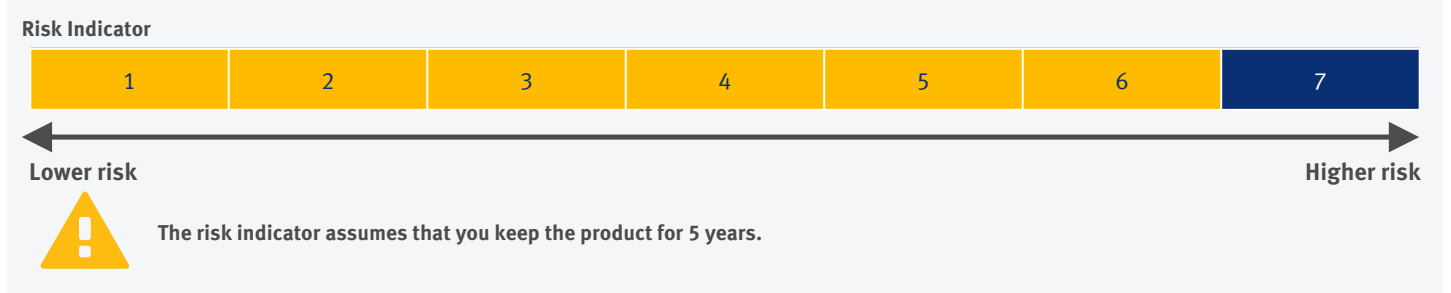 Risk Indicator
1 2 3 4 5 6 7
Lower risk Higher risk
The risk indicator assumes that you keep the product for 5 years.